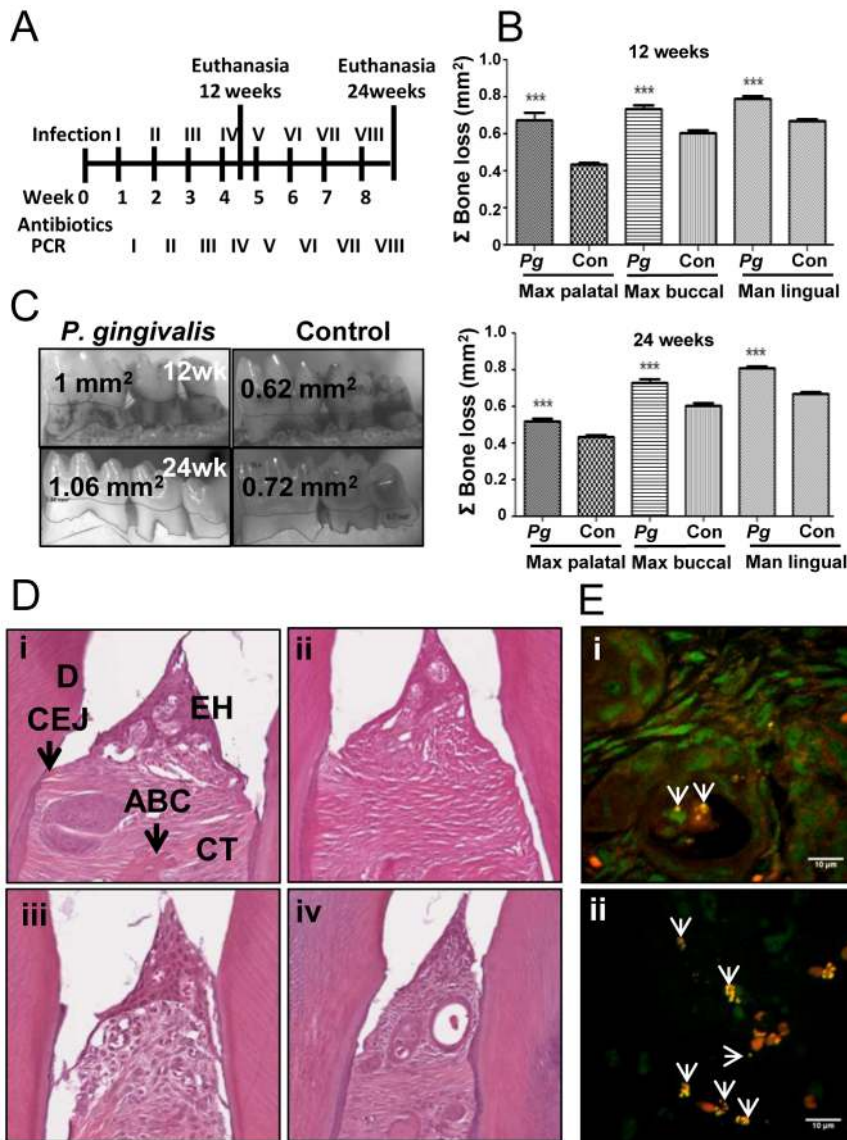 A
Euthanasia
12 weeks
Euthanasia
24weeks
Infection I II III IV V VI VII VIII
Week 0 1 2 3 4 5 6 7 8
Antibiotics
PCR I II III IV V VI VII VIII
B
12 weeks
Σ Bone loss (mm²)
1.0
0.8
0.6
0.4
0.2
0
*** *** ***
Pg Con Pg Con Pg Con
Max palatal Max buccal Man lingual
24 weeks
Σ Bone loss (mm²)
1.0
0.8
0.6
0.4
0.2
0
*** *** ***
Pg Con Pg Con Pg Con
Max palatal Max buccal Man lingual
C
P. gingivalis Control
12wk
1 mm² 0.62 mm²
24wk
1.06 mm² 0.72 mm²
D
i
D
CEJ
EH
ABC
CT
ii
iii
iv
E
i
10 µm
ii
10 µm